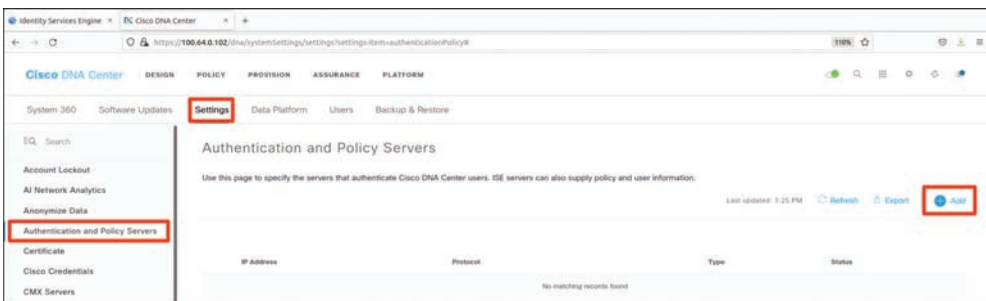 Identity Services Engine
Cisco DNA Center
https://100.64.0.102/dna/systemSettings/settings?settings-item=authenticationPolicy#
110%
Cisco DNA Center DESIGN POLICY PROVISION ASSURANCE PLATFORM
System 360 Software Updates Settings Data Platform Users Backup & Restore
Search
Account Lockout
AI Network Analytics
Anonymize Data
Authentication and Policy Servers
Certificate
Cisco Credentials
CMX Servers
Authentication and Policy Servers
Use this page to specify the servers that authenticate Cisco DNA Center users. ISE servers can also supply policy and user information.
Last updated: 3:25 PM Refresh Export Add
IP Address Protocol Type Status
No matching records found